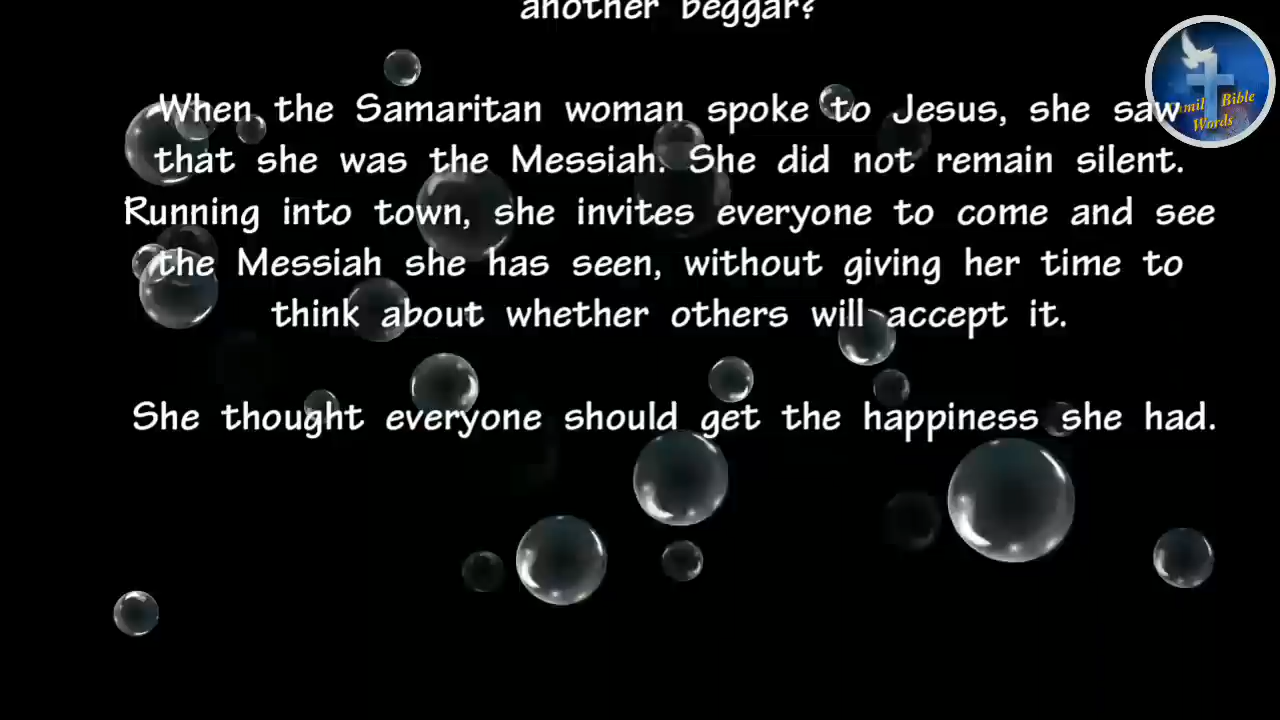 another beggar?
When the Samaritan woman spoke to Jesus, she saw
that she was the Messiah. She did not remain silent.
Running into town, she invites everyone to come and see
the Messiah she has seen, without giving her time to
think about whether others will accept it.
She thought everyone should get the happiness she had.
Bible
Words